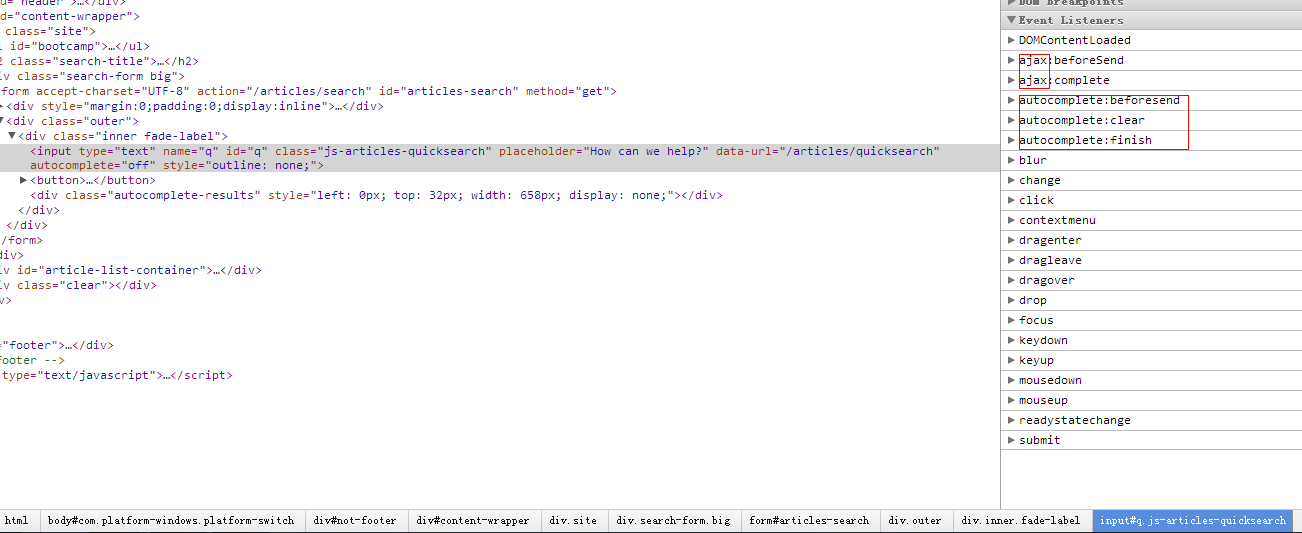 d="header">…</div>
d="content-wrapper">
class="site">
l id="bootcamp">…</ul>
2 class="search-title">…</h2>
iv class="search-form big">
form accept-charset="UTF-8" action="/articles/search" id="articles-search" method="get">
<div style="margin:0;padding:0;display:inline">…</div>
<div class="outer">
<div class="inner fade-label">
<input type="text" name="q" id="q" class="js-articles-quicksearch" placeholder="How can we help?" data-url="/articles/quicksearch"
autocomplete="off" style="outline: none;">
<button>…</button>
<div class="autocomplete-results" style="left: 0px; top: 32px; width: 658px; display: none;"></div>
</div>
</div>
/form>
div>
iv id="article-list-container">…</div>
iv class="clear"></div>
v>
="footer">…</div>
footer -->
type="text/javascript">…</script>
DOM Breakpoints
Event Listeners
DOMContentLoaded
ajax:beforeSend
ajax:complete
autocomplete:beforesend
autocomplete:clear
autocomplete:finish
blur
change
click
contextmenu
dragenter
dragleave
dragover
drop
focus
keydown
keyup
mousedown
mouseup
readystatechange
submit
html body#com.platform-windows.platform-switch div#not-footer div#content-wrapper div.site div.search-form.big form#articles-search div.outer div.inner.fade-label input#q.js-articles-quicksearch